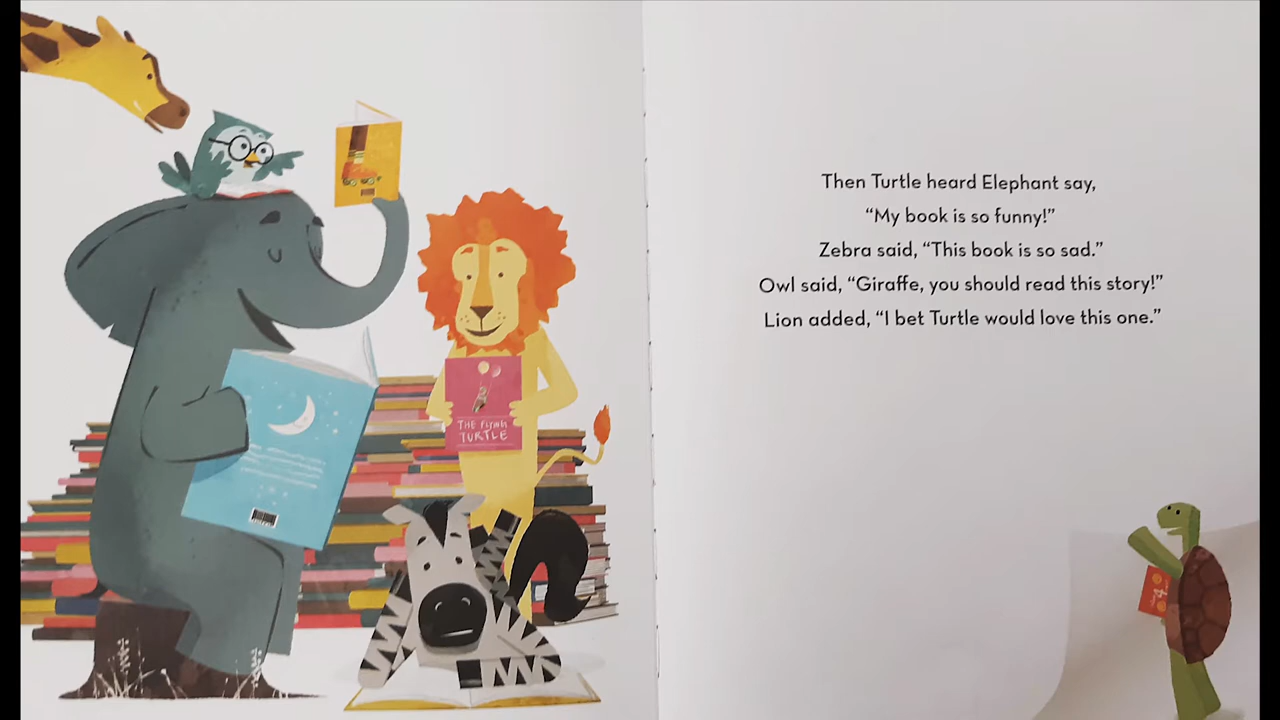 THE FLYING
TURTLE
Then Turtle heard Elephant say,
“My book is so funny!”
Zebra said, “This book is so sad.”
Owl said, “Giraffe, you should read this story!”
Lion added, “I bet Turtle would love this one.”